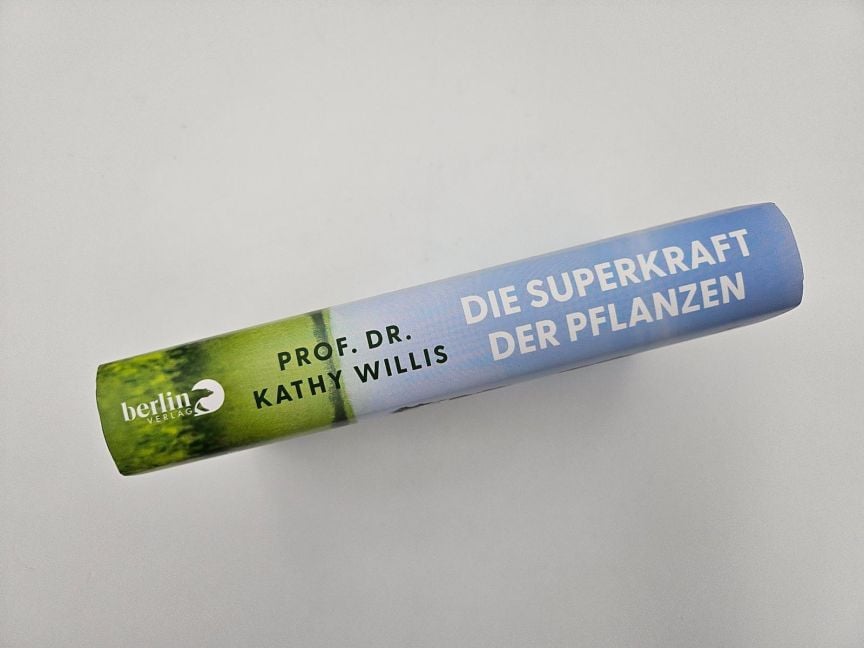 berlin
VERLAG
PROF. DR.
KATHY WILLIS
DIE SUPERKRAFT
DER PFLANZEN